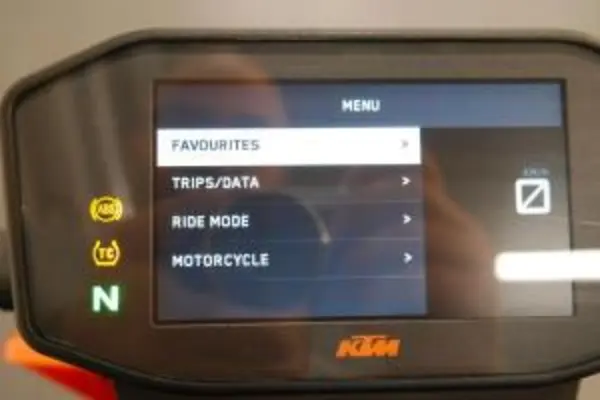 MENU
FAVOURITES >
TRIPS/DATA >
RIDE MODE >
MOTORCYCLE >
ABS
TC
N
KTM